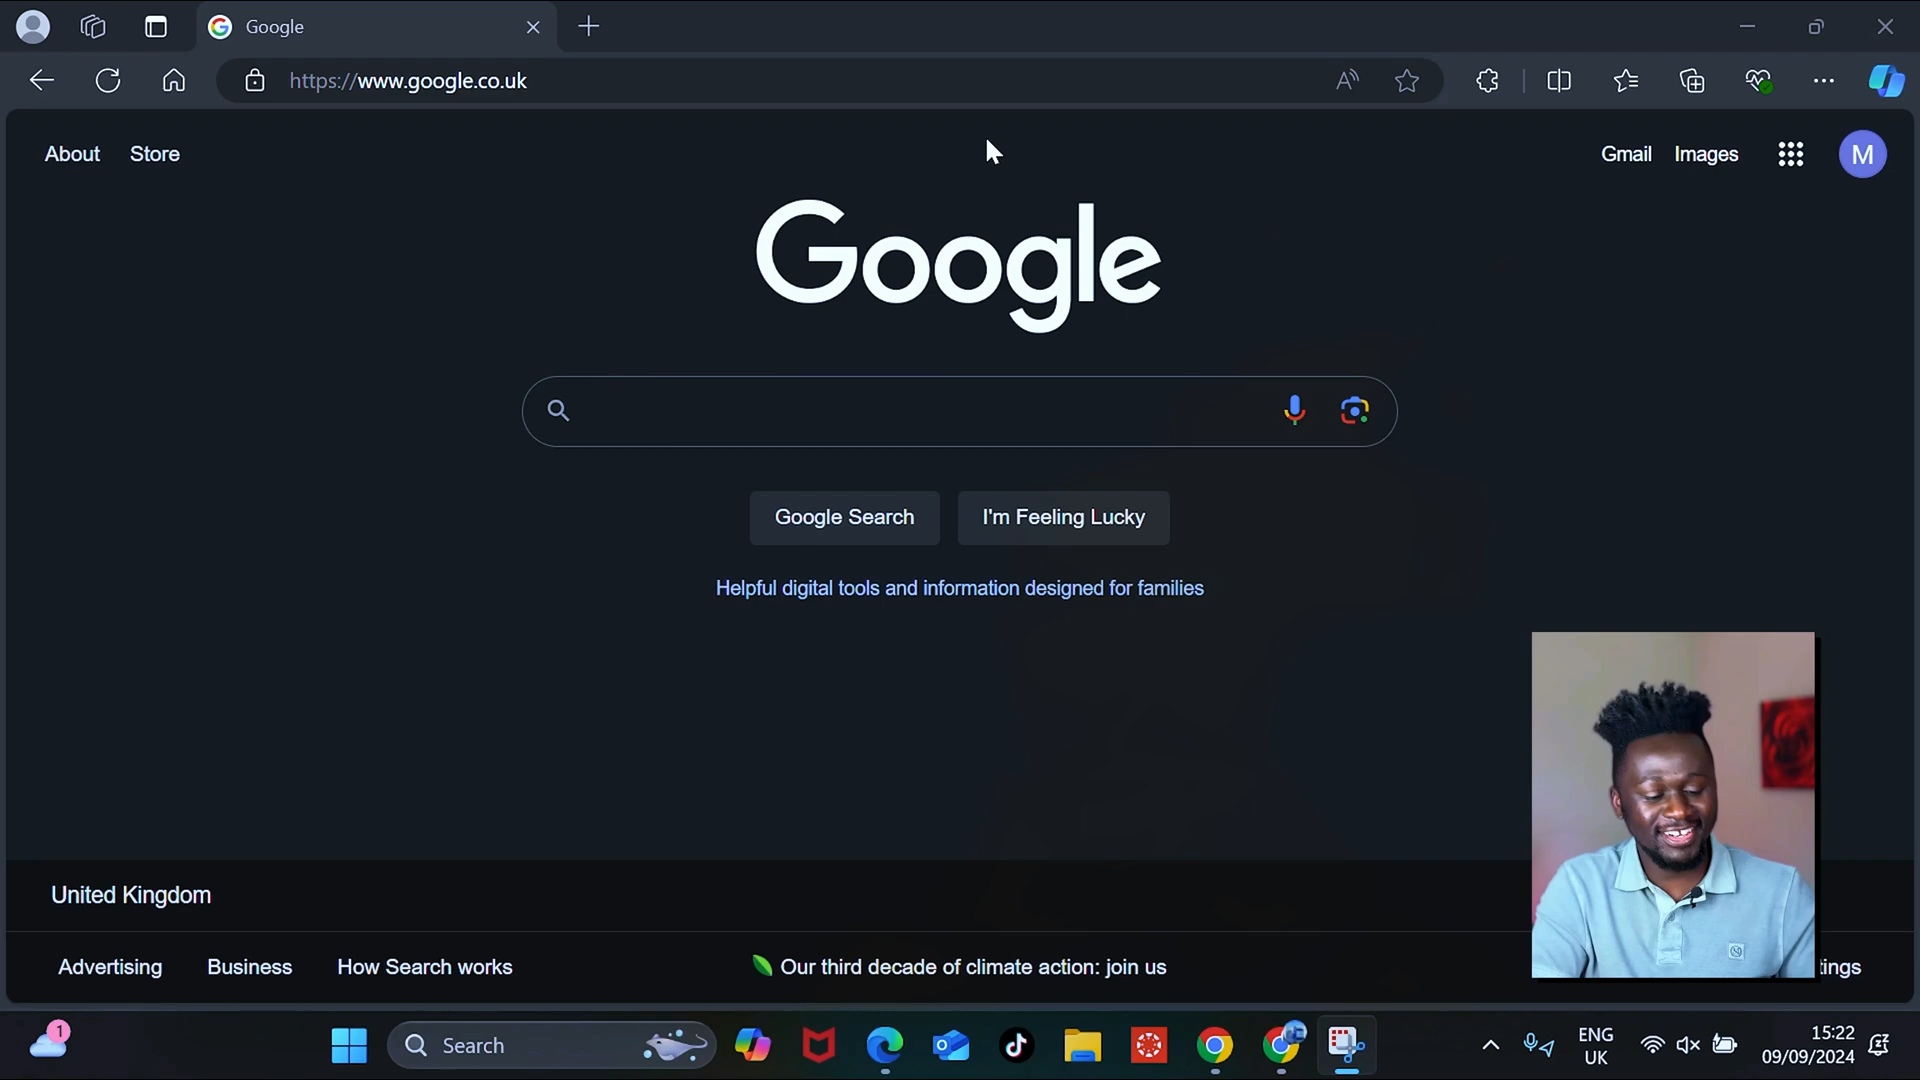 Google
https://www.google.co.uk
About Store
Gmail Images
M
Google
Google Search
I'm Feeling Lucky
Helpful digital tools and information designed for families
United Kingdom
Advertising Business How Search works
Our third decade of climate action: join us
tings
1
Search
ENG
UK
15:22
09/09/2024